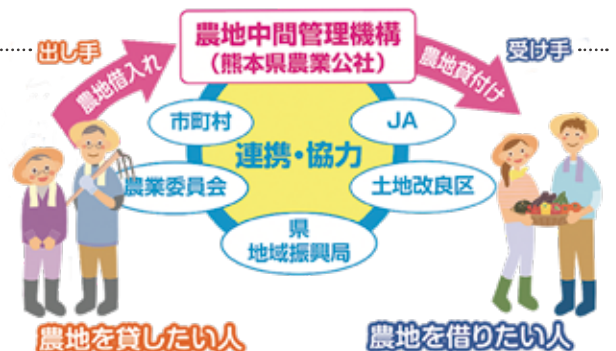 農地中間管理機構
(熊本県農業公社)
出し手
受け手
農地借入れ
農地貸付け
市町村
JA
連携・協力
農業委員会
土地改良区
県
地域振興局
農地を貸したい人
農地を借りたい人